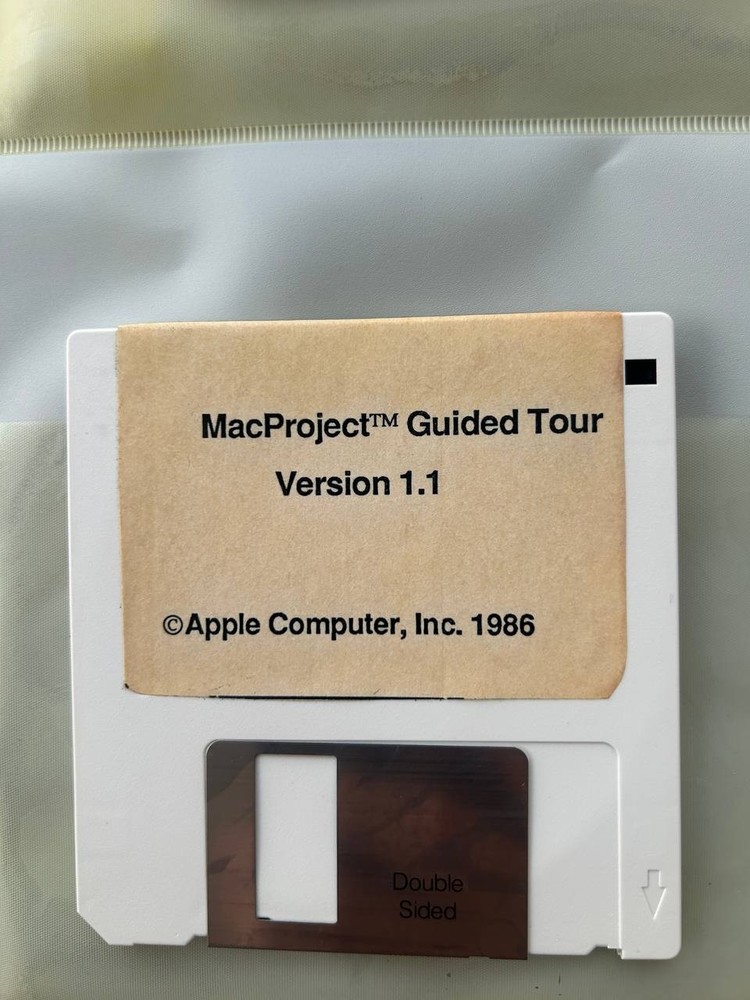 MacProject™ Guided Tour
Version 1.1
©Apple Computer, Inc. 1986
Double
Sided